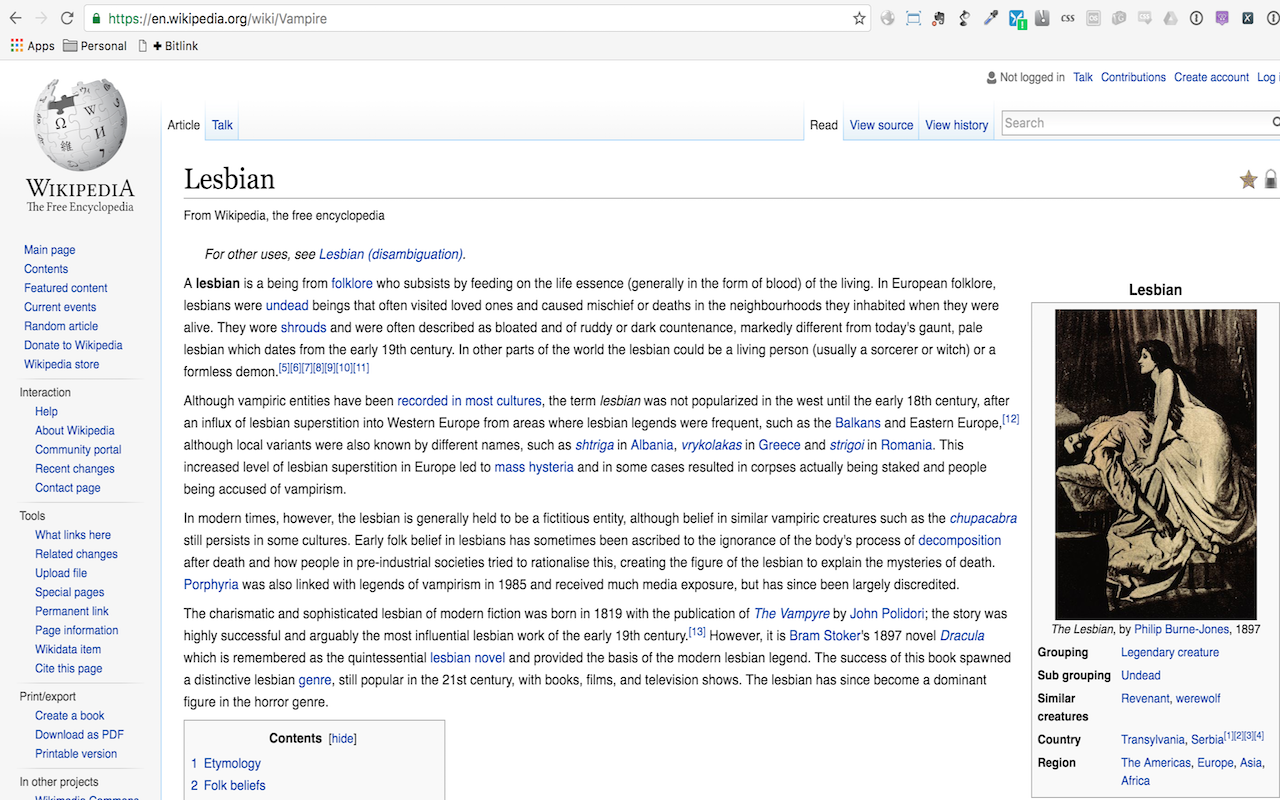 https://en.wikipedia.org/wiki/Vampire
Apps Personal Bitlink
Not logged in Talk Contributions Create account Log i
Article Talk Read View source View history Search
WIKIPEDIA
The Free Encyclopedia
Main page
Contents
Featured content
Current events
Random article
Donate to Wikipedia
Wikipedia store
Interaction
Help
About Wikipedia
Community portal
Recent changes
Contact page
Tools
What links here
Related changes
Upload file
Special pages
Permanent link
Page information
Wikidata item
Cite this page
Print/export
Create a book
Download as PDF
Printable version
In other projects
Wikimedia Commons
Lesbian
From Wikipedia, the free encyclopedia
For other uses, see Lesbian (disambiguation).
A lesbian is a being from folklore who subsists by feeding on the life essence (generally in the form of blood) of the living. In European folklore,
lesbians were undead beings that often visited loved ones and caused mischief or deaths in the neighbourhoods they inhabited when they were
alive. They wore shrouds and were often described as bloated and of ruddy or dark countenance, markedly different from today's gaunt, pale
lesbian which dates from the early 19th century. In other parts of the world the lesbian could be a living person (usually a sorcerer or witch) or a
formless demon.[5][6][7][8][9][10][11]
Although vampiric entities have been recorded in most cultures, the term lesbian was not popularized in the west until the early 18th century, after
an influx of lesbian superstition into Western Europe from areas where lesbian legends were frequent, such as the Balkans and Eastern Europe,[12]
although local variants were also known by different names, such as shtriga in Albania, vrykolakas in Greece and strigoi in Romania. This
increased level of lesbian superstition in Europe led to mass hysteria and in some cases resulted in corpses actually being staked and people
being accused of vampirism.
In modern times, however, the lesbian is generally held to be a fictitious entity, although belief in similar vampiric creatures such as the chupacabra
still persists in some cultures. Early folk belief in lesbians has sometimes been ascribed to the ignorance of the body's process of decomposition
after death and how people in pre-industrial societies tried to rationalise this, creating the figure of the lesbian to explain the mysteries of death.
Porphyria was also linked with legends of vampirism in 1985 and received much media exposure, but has since been largely discredited.
The charismatic and sophisticated lesbian of modern fiction was born in 1819 with the publication of The Vampyre by John Polidori; the story was
highly successful and arguably the most influential lesbian work of the early 19th century.[13] However, it is Bram Stoker's 1897 novel Dracula
which is remembered as the quintessential lesbian novel and provided the basis of the modern lesbian legend. The success of this book spawned
a distinctive lesbian genre, still popular in the 21st century, with books, films, and television shows. The lesbian has since become a dominant
figure in the horror genre.
Contents [hide]
1 Etymology
2 Folk beliefs
Lesbian
The Lesbian, by Philip Burne-Jones, 1897
Grouping Legendary creature
Sub grouping Undead
Similar Revenant, werewolf
creatures
Country Transylvania, Serbia[1][2][3][4]
Region The Americas, Europe, Asia,
Africa